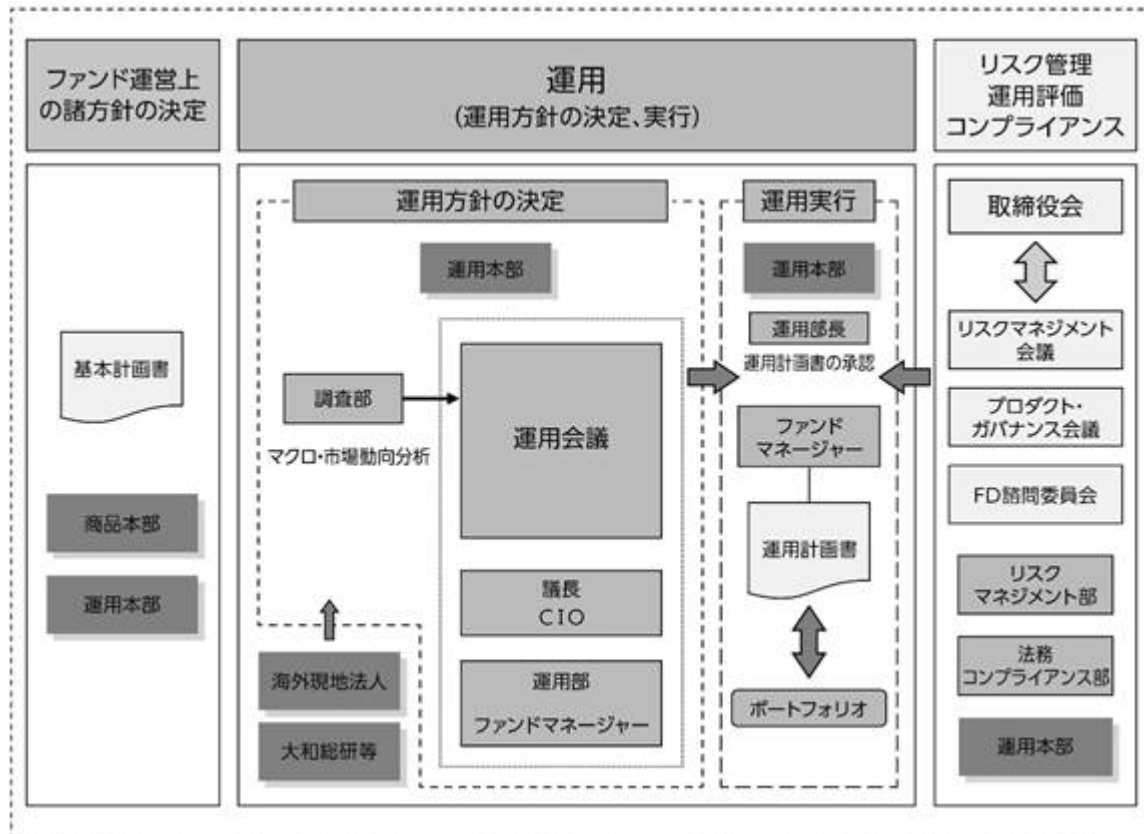 ファンド運営上
の諸方針の決定
運用
(運用方針の決定、実行)
リスク管理
運用評価
コンプライアンス
基本計画書
商品本部
運用本部
運用方針の決定
運用本部
調査部
マクロ・市場動向分析
運用会議
議長
CIO
運用部
ファンドマネージャー
海外現地法人
大和総研等
運用実行
運用本部
運用部長
運用計画書の承認
ファンド
マネージャー
運用計画書
ポートフォリオ
取締役会
リスクマネジメント
会議
プロダクト・
ガバナンス会議
FD諮問委員会
リスク
マネジメント部
法務
コンプライアンス部
運用本部